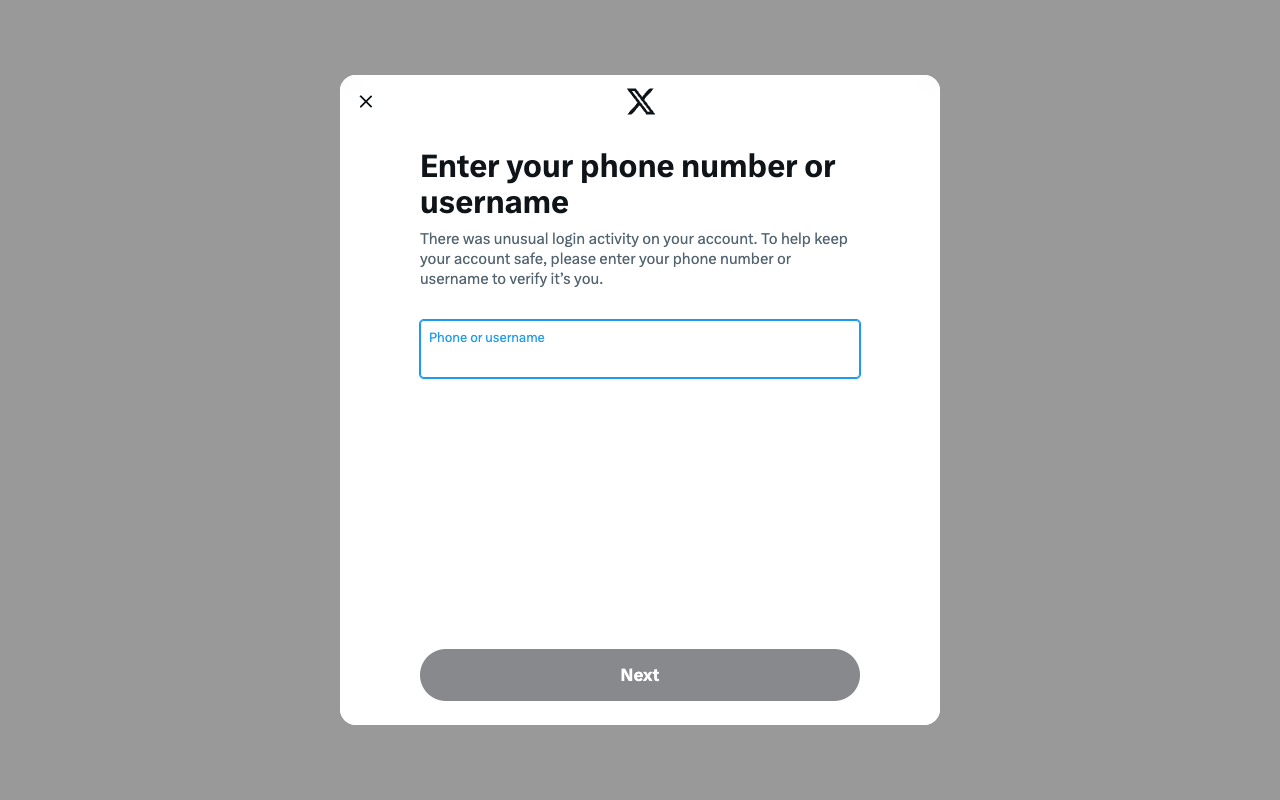 Enter your phone number or
username
There was unusual login activity on your account. To help keep
your account safe, please enter your phone number or
username to verify it’s you.
Phone or username
Next